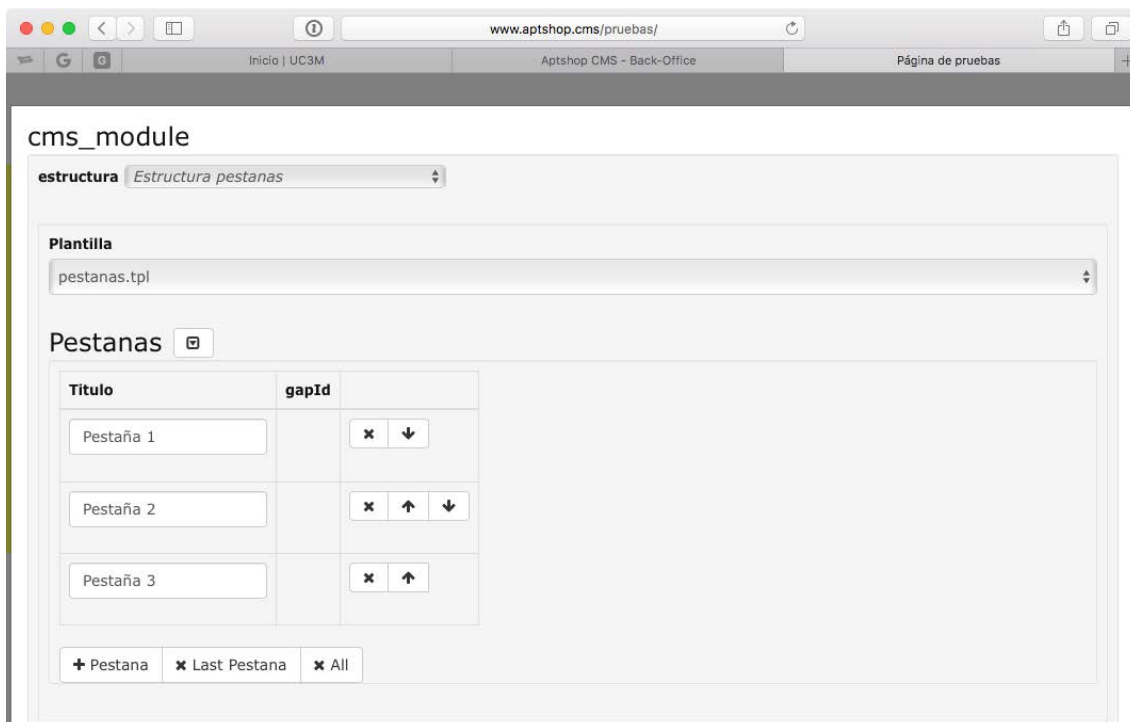 www.aptshop.cms/pruebas/
G G Inicio | UC3M Aptshop CMS - Back-Office Página de pruebas
cms_module
estructura Estructura pestanas
Plantilla
pestanas.tpl
Pestanas
Titulo gapId
Pestaña 1
Pestaña 2
Pestaña 3
Pestana Last Pestana All